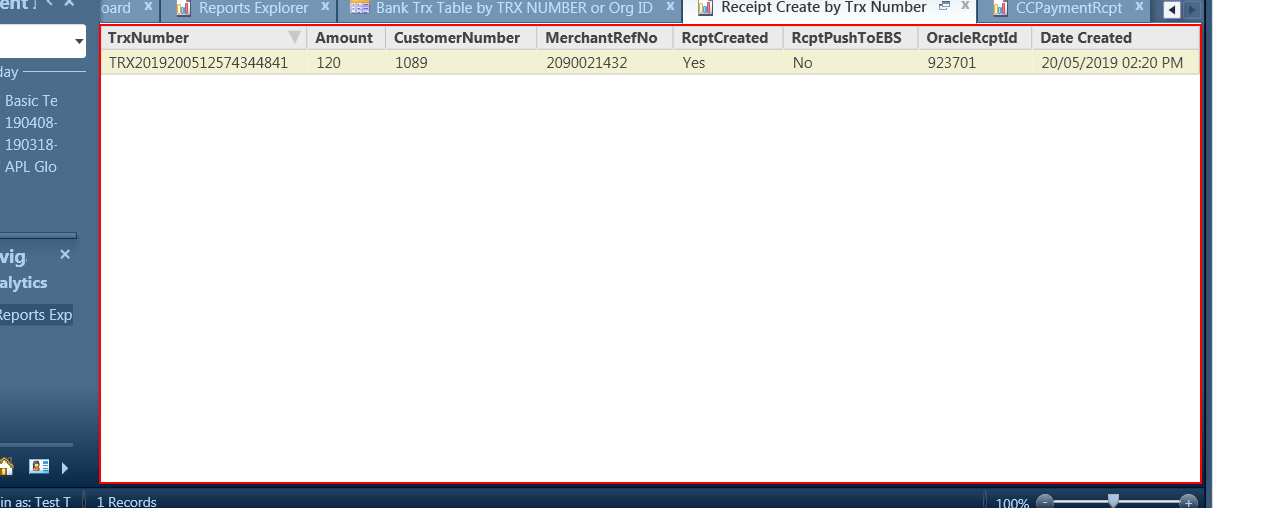 oard x Reports Explorer x Bank Trx Table by TRX NUMBER or Org ID x Receipt Create by Trx Number x CCPaymentRcpt x
TrxNumber Amount CustomerNumber MerchantRefNo RcptCreated RcptPushToEBS OracleRcptId Date Created
TRX2019200512574344841 120 1089 2090021432 Yes No 923701 20/05/2019 02:20 PM
day
Basic Te
190408-
190318-
APL Glo
vig
alytics
Reports Exp
in as: Test T 1 Records 100%